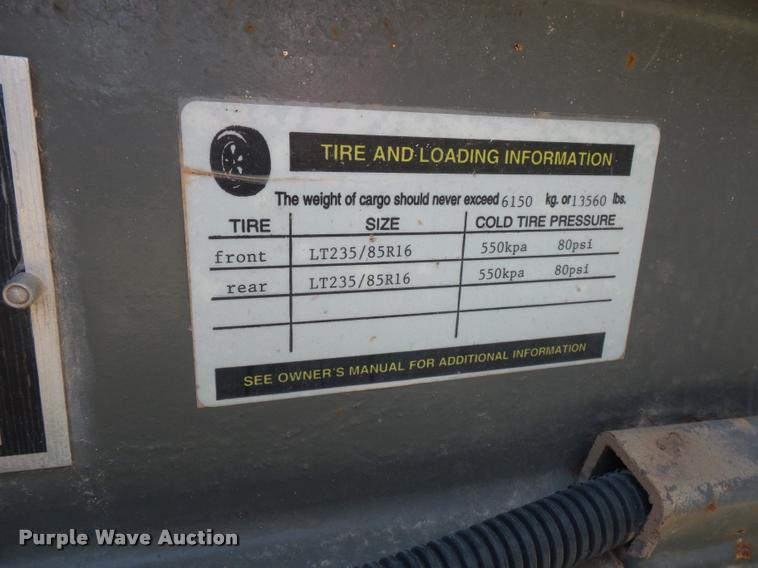 TIRE AND LOADING INFORMATION
The weight of cargo should never exceed 6150 kg. or 13560 lbs.
TIRE SIZE COLD TIRE PRESSURE
front LT235/85R16 550kpa 80psi
rear LT235/85R16 550kpa 80psi
SEE OWNER'S MANUAL FOR ADDITIONAL INFORMATION
Purple Wave Auction